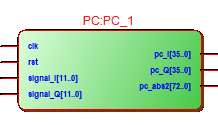 PC:PC_1
clk
rst
signal_I[11..0]
signal_Q[11..0]
pc_I[35..0]
pc_Q[35..0]
pc_abs2[72..0]